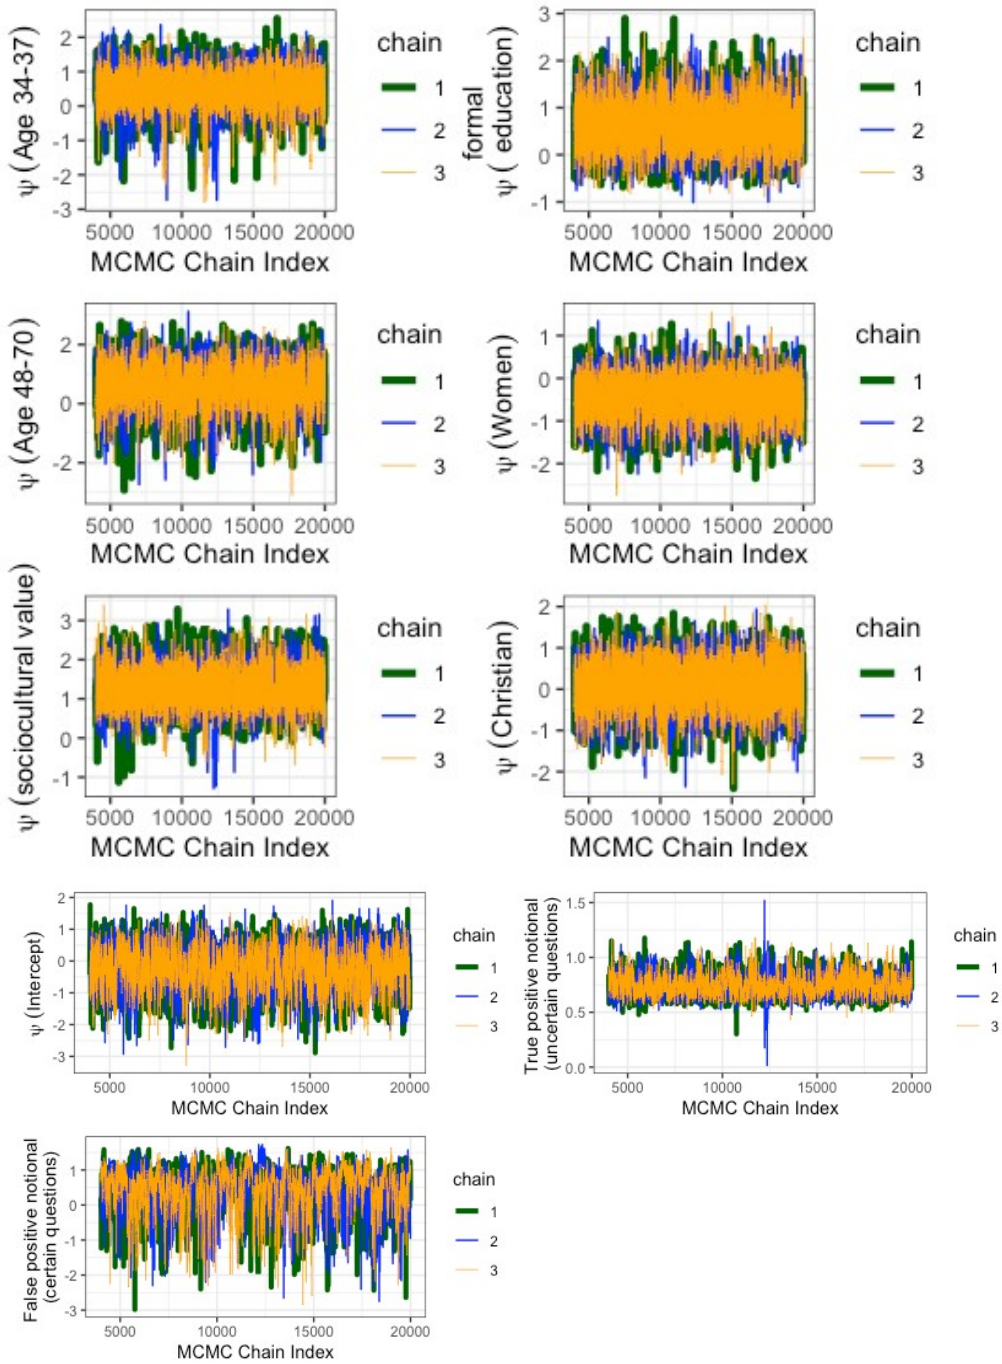 ψ (Age 34-37)
2
1
0
-1
-2
-3
5000 10000 15000 20000
MCMC Chain Index
chain
1
2
3
formal
ψ ( education)
3
2
1
0
-1
5000 10000 15000 20000
MCMC Chain Index
chain
1
2
3
ψ (Age 48-70)
2
0
-2
5000 10000 15000 20000
MCMC Chain Index
chain
1
2
3
ψ (Women)
1
0
-1
-2
5000 10000 15000 20000
MCMC Chain Index
chain
1
2
3
ψ (sociocultural value)
3
2
1
0
-1
5000 10000 15000 20000
MCMC Chain Index
chain
1
2
3
ψ (Christian)
2
1
0
-1
-2
5000 10000 15000 20000
MCMC Chain Index
chain
1
2
3
ψ (Intercept)
2
1
0
-1
-2
-3
5000 10000 15000 20000
MCMC Chain Index
chain
1
2
3
True positive notional
(uncertain questions)
1.5
1.0
0.5
0.0
5000 10000 15000 20000
MCMC Chain Index
chain
1
2
3
False positive notional
(certain questions)
1
0
-1
-2
-3
5000 10000 15000 20000
MCMC Chain Index
chain
1
2
3